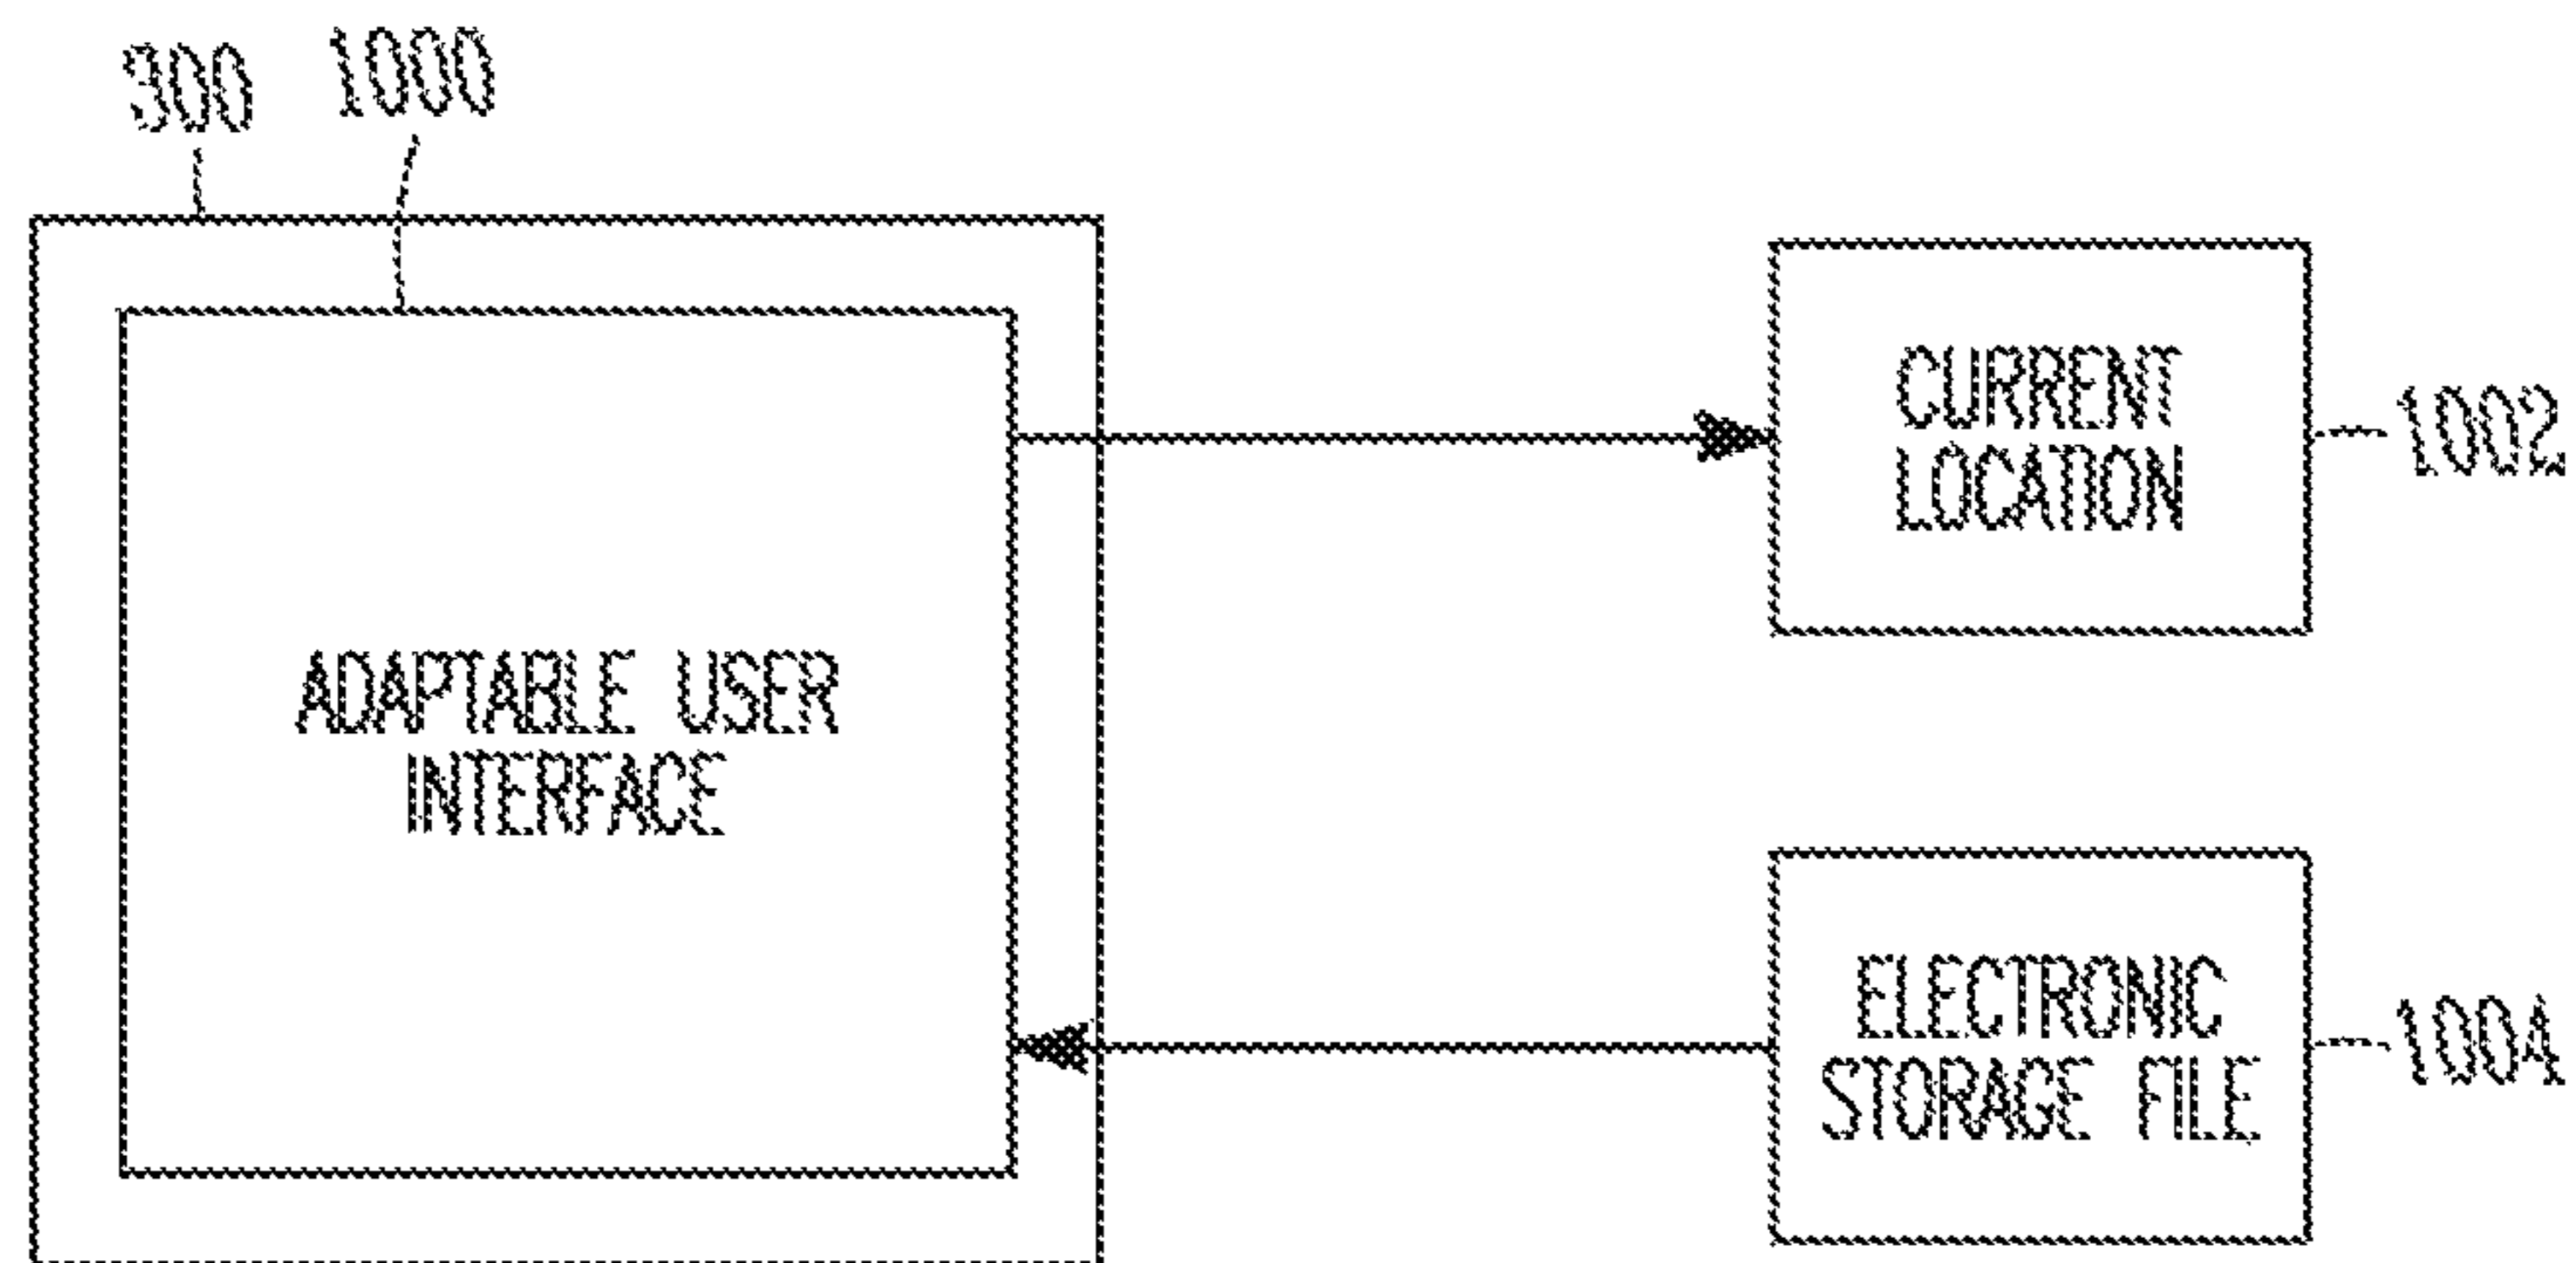 300
1000
CURRENT
LOCATION
1002
ADAPTABLE USER
INTERFACE
ELECTRONIC
STORAGE FILE
1004